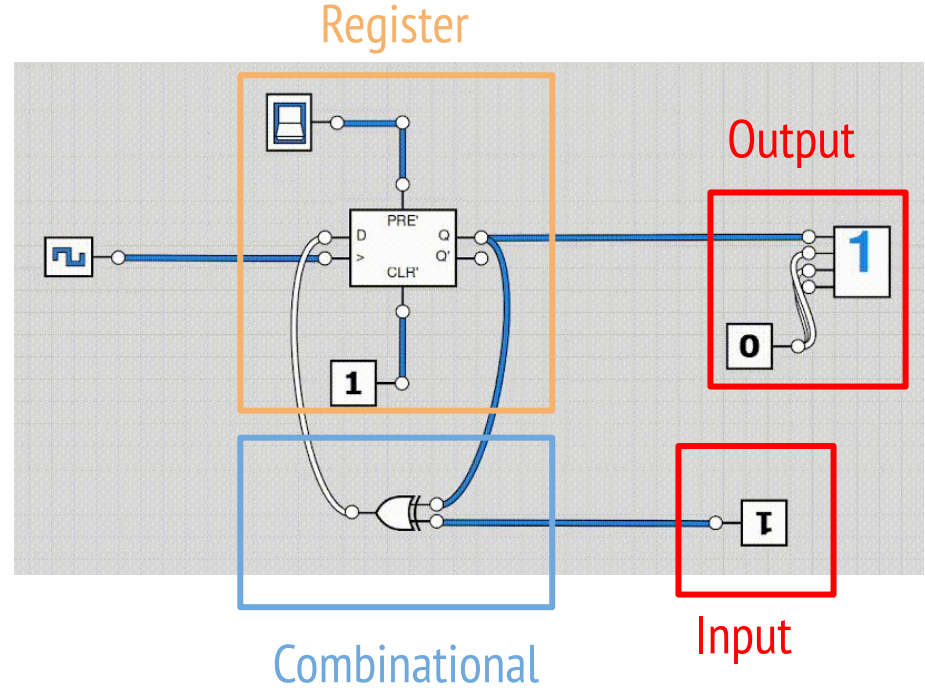 Register
Output
PRE'
D
Q
1
>
Q'
CLR'
0
1
1
Input
Combinational